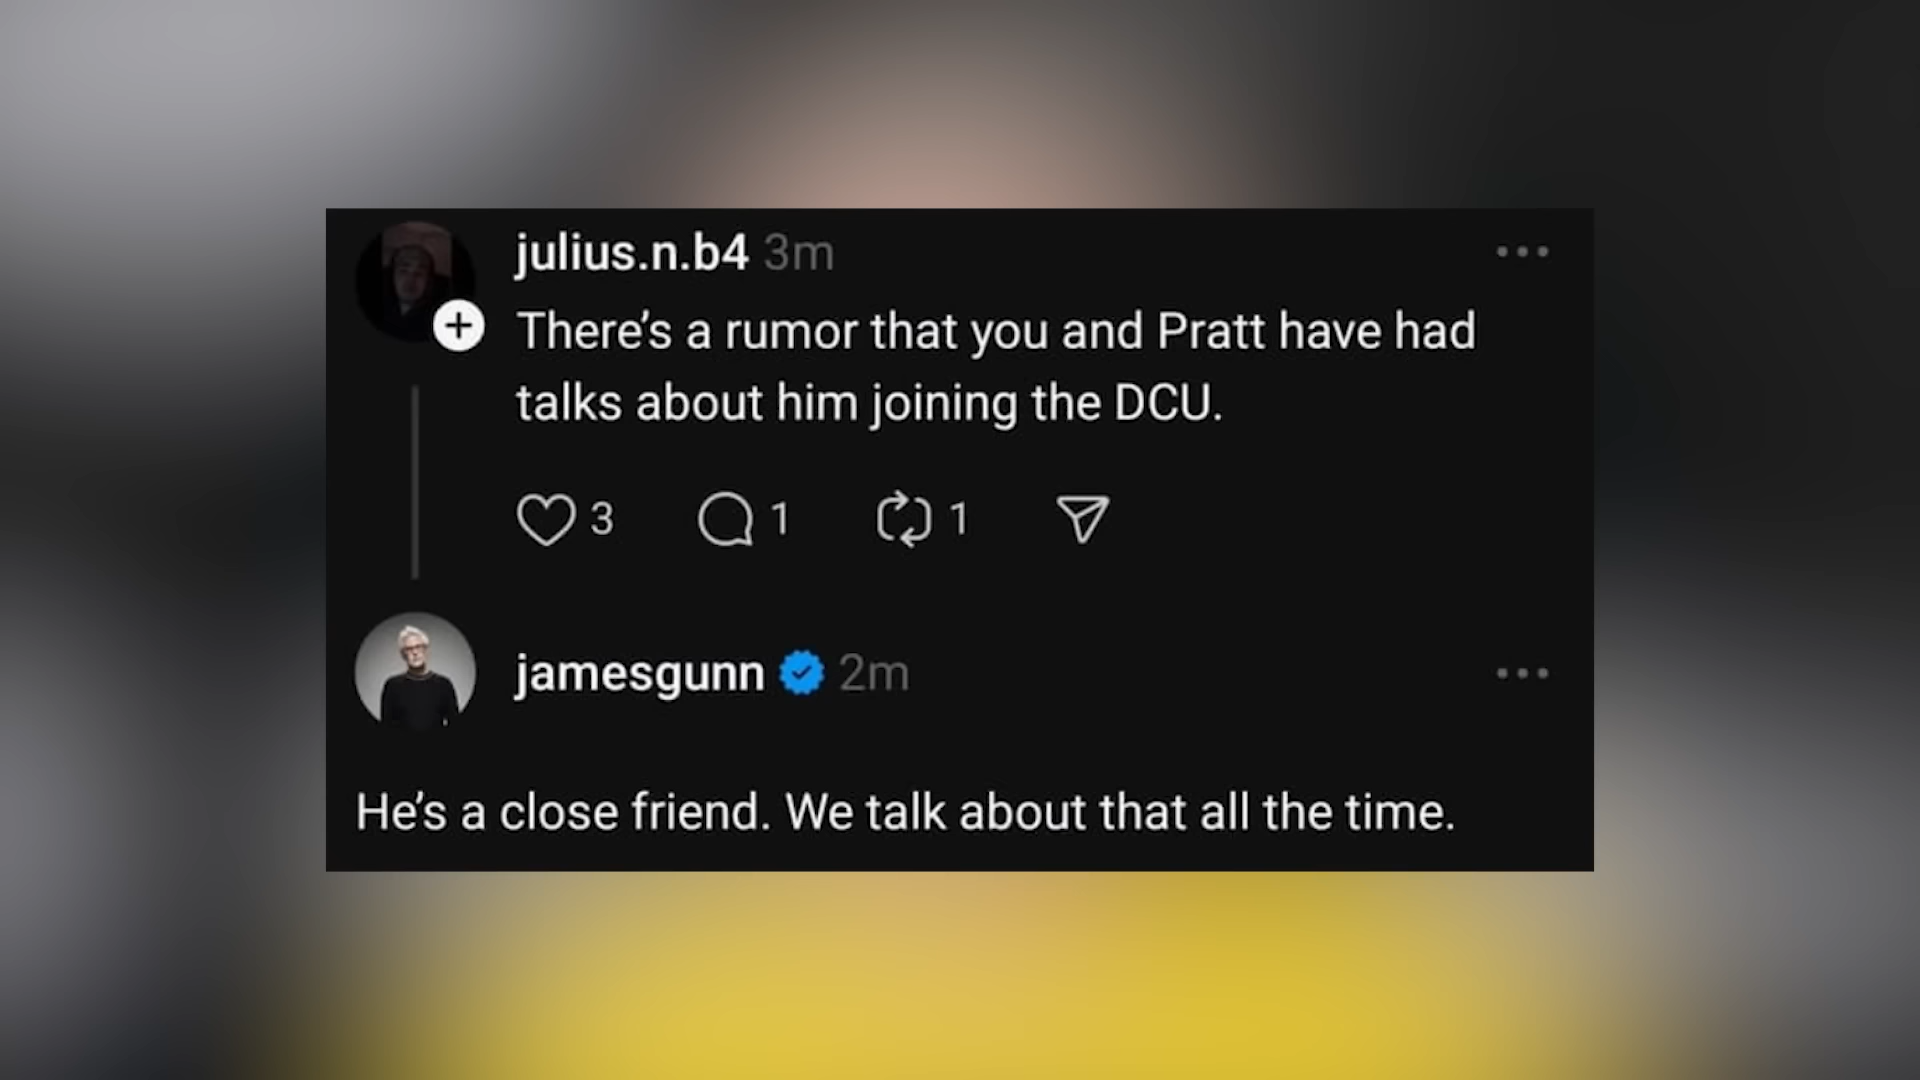 julius.n.b4 3m
There’s a rumor that you and Pratt have had
talks about him joining the DCU.
3 1 1
jamesgunn 2m
He’s a close friend. We talk about that all the time.